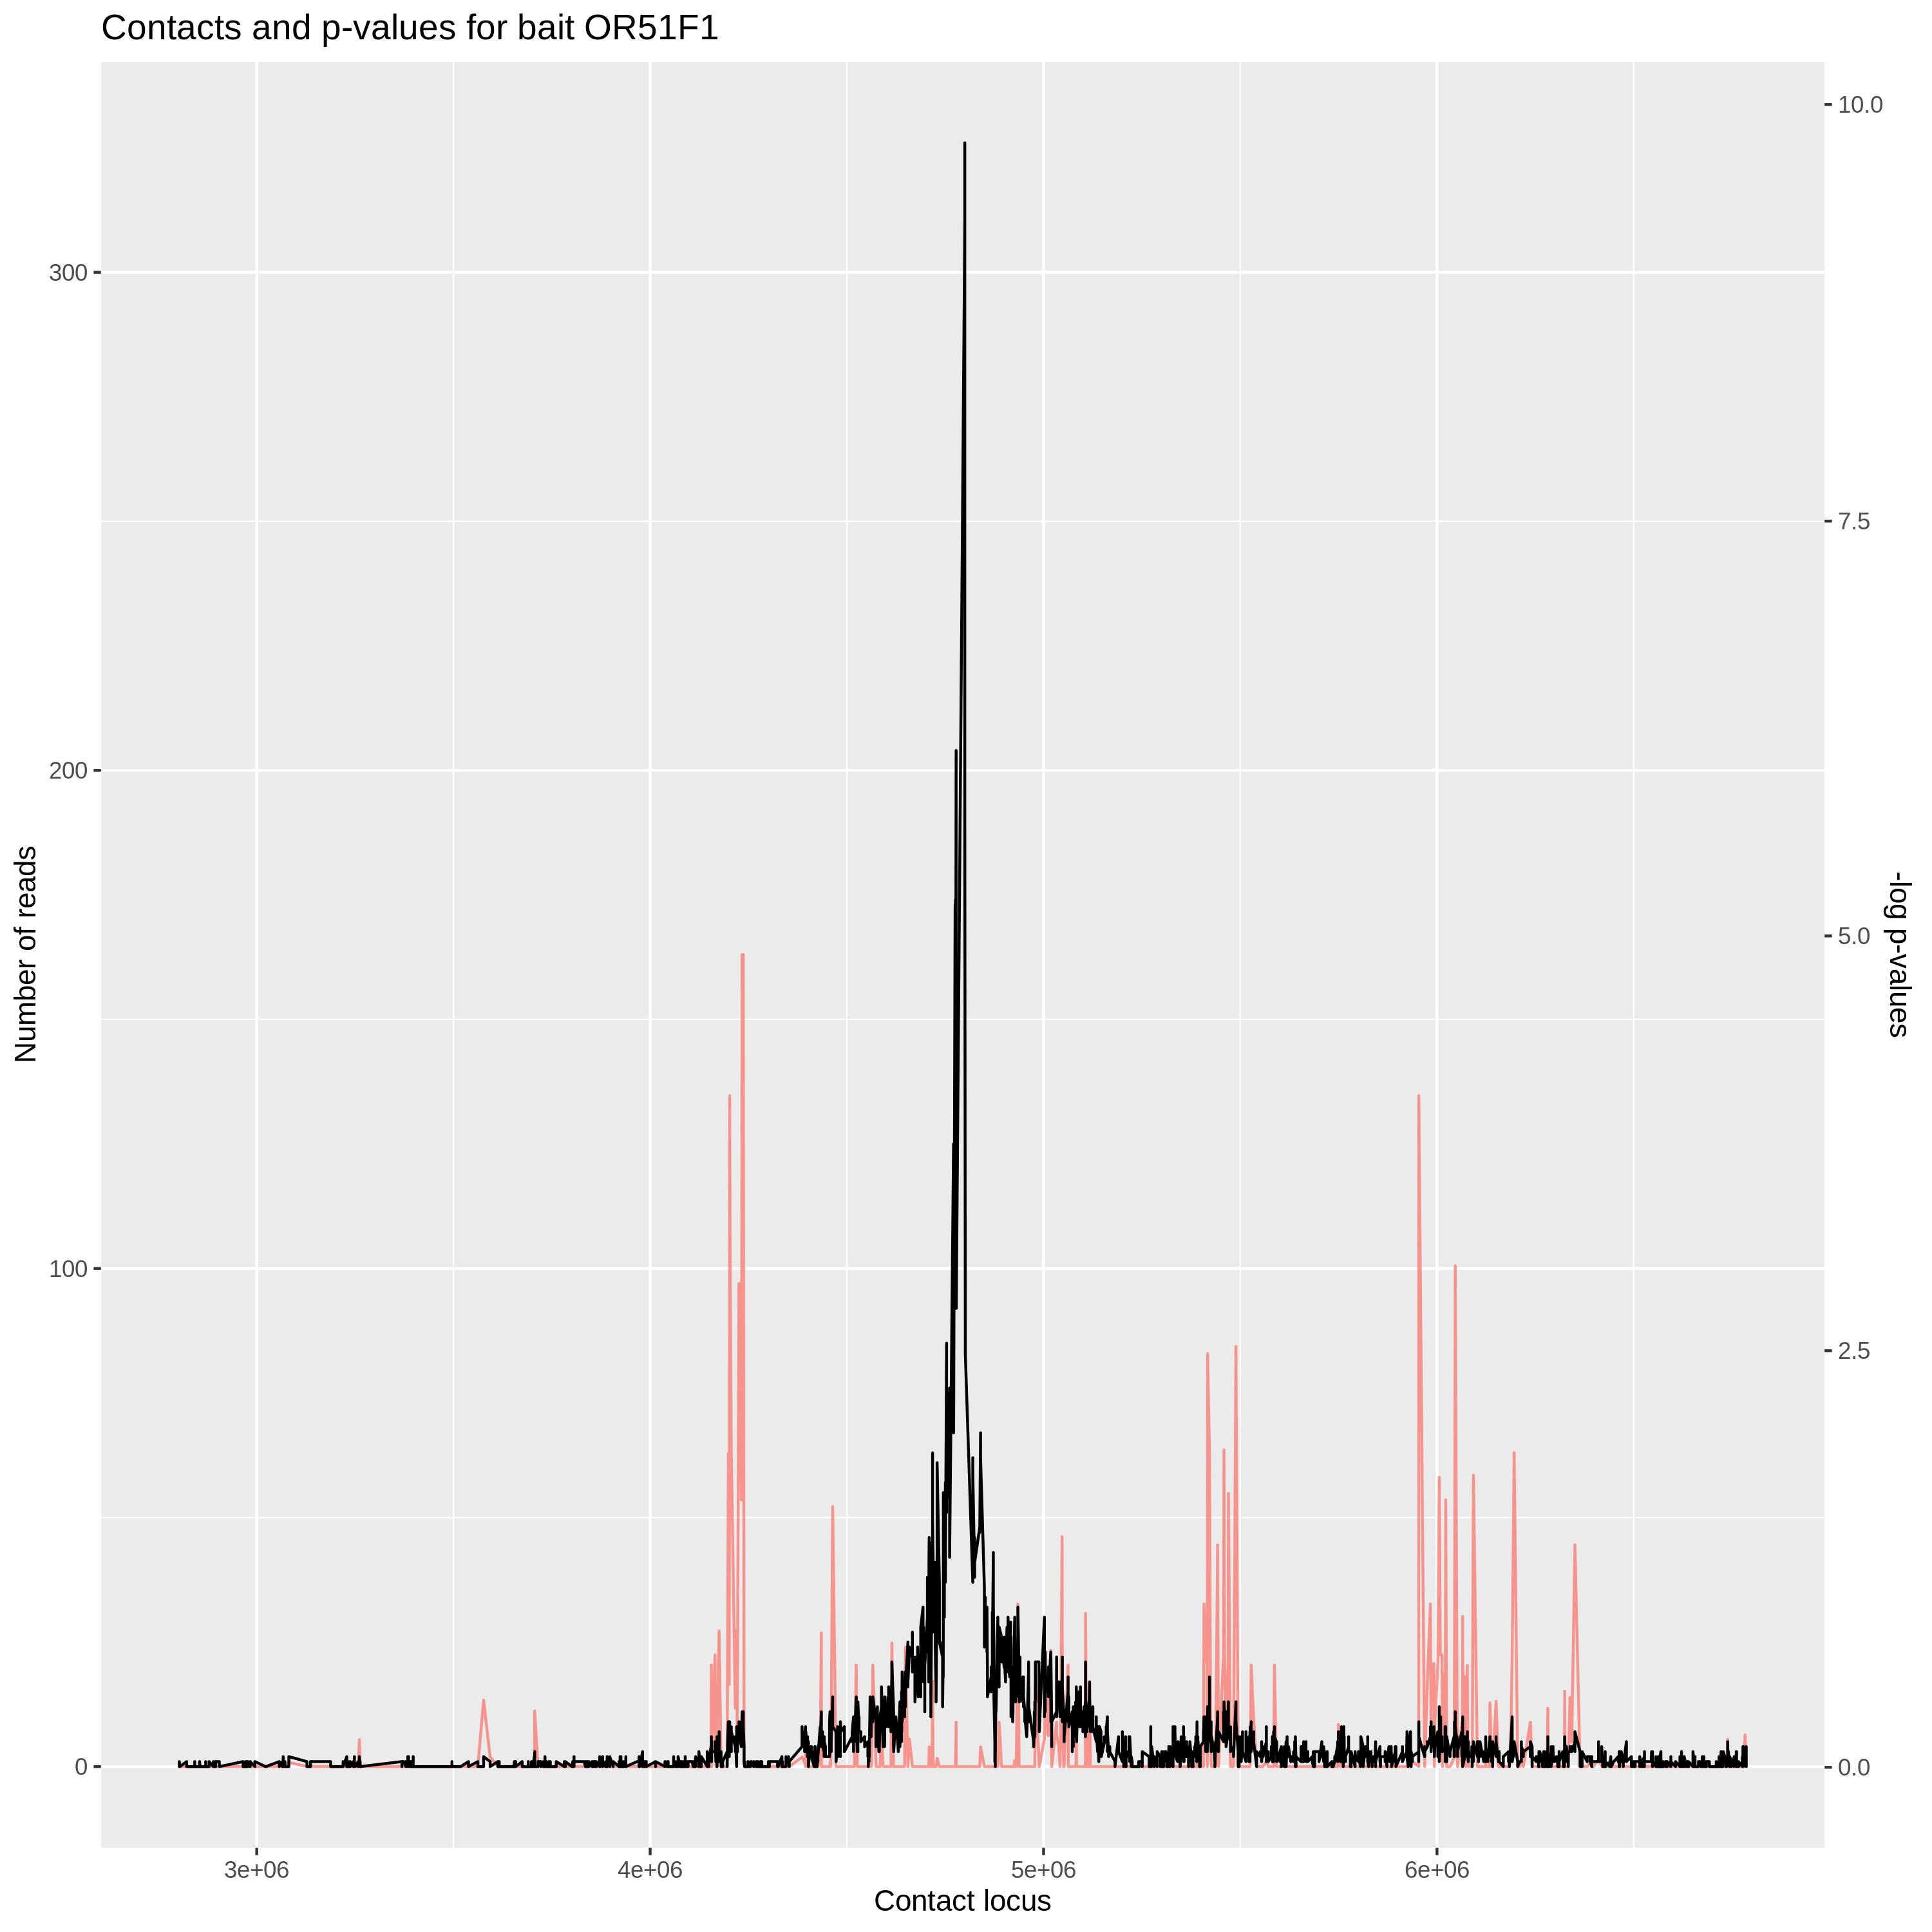 Contacts and p-values for bait OR51F1
Number of reads
300
200
100
0
10.0
7.5
5.0
2.5
0.0
-log p-values
3e+06
4e+06
5e+06
6e+06
Contact locus